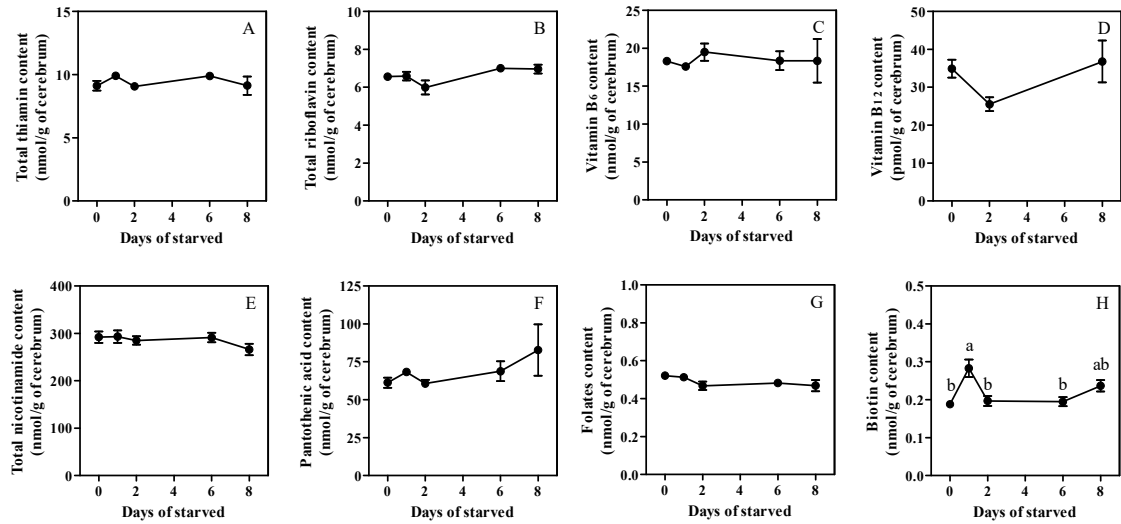 A
Total thiamin content
(nmol/g of cerebrum)
15
10
5
0
0 2 4 6 8
Days of starved
B
Total riboflavin content
(nmol/g of cerebrum)
10
8
6
4
2
0
0 2 4 6 8
Days of starved
C
Vitamin B6 content
(nmol/g of cerebrum)
25
20
15
10
5
0
0 2 4 6 8
Days of starved
D
Vitamin B12 content
(pmol/g of cerebrum)
50
40
30
20
10
0
0 2 4 6 8
Days of starved
E
Total nicotinamide content
(nmol/g of cerebrum)
400
300
200
100
0
0 2 4 6 8
Days of starved
F
Pantothenic acid content
(nmol/g of cerebrum)
125
100
75
50
25
0
0 2 4 6 8
Days of starved
G
Folates content
(nmol/g of cerebrum)
1.0
0.8
0.6
0.4
0.2
0.0
0 2 4 6 8
Days of starved
H
Biotin content
(nmol/g of cerebrum)
0.5
0.4
0.3
0.2
0.1
0.0
b a b b ab
0 2 4 6 8
Days of starved